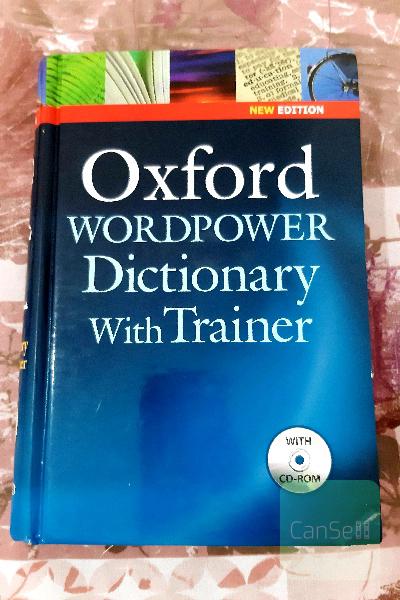 NEW EDITION
Oxford
WORDPOWER
Dictionary
With Trainer
WITH
CD-ROM
CanSell